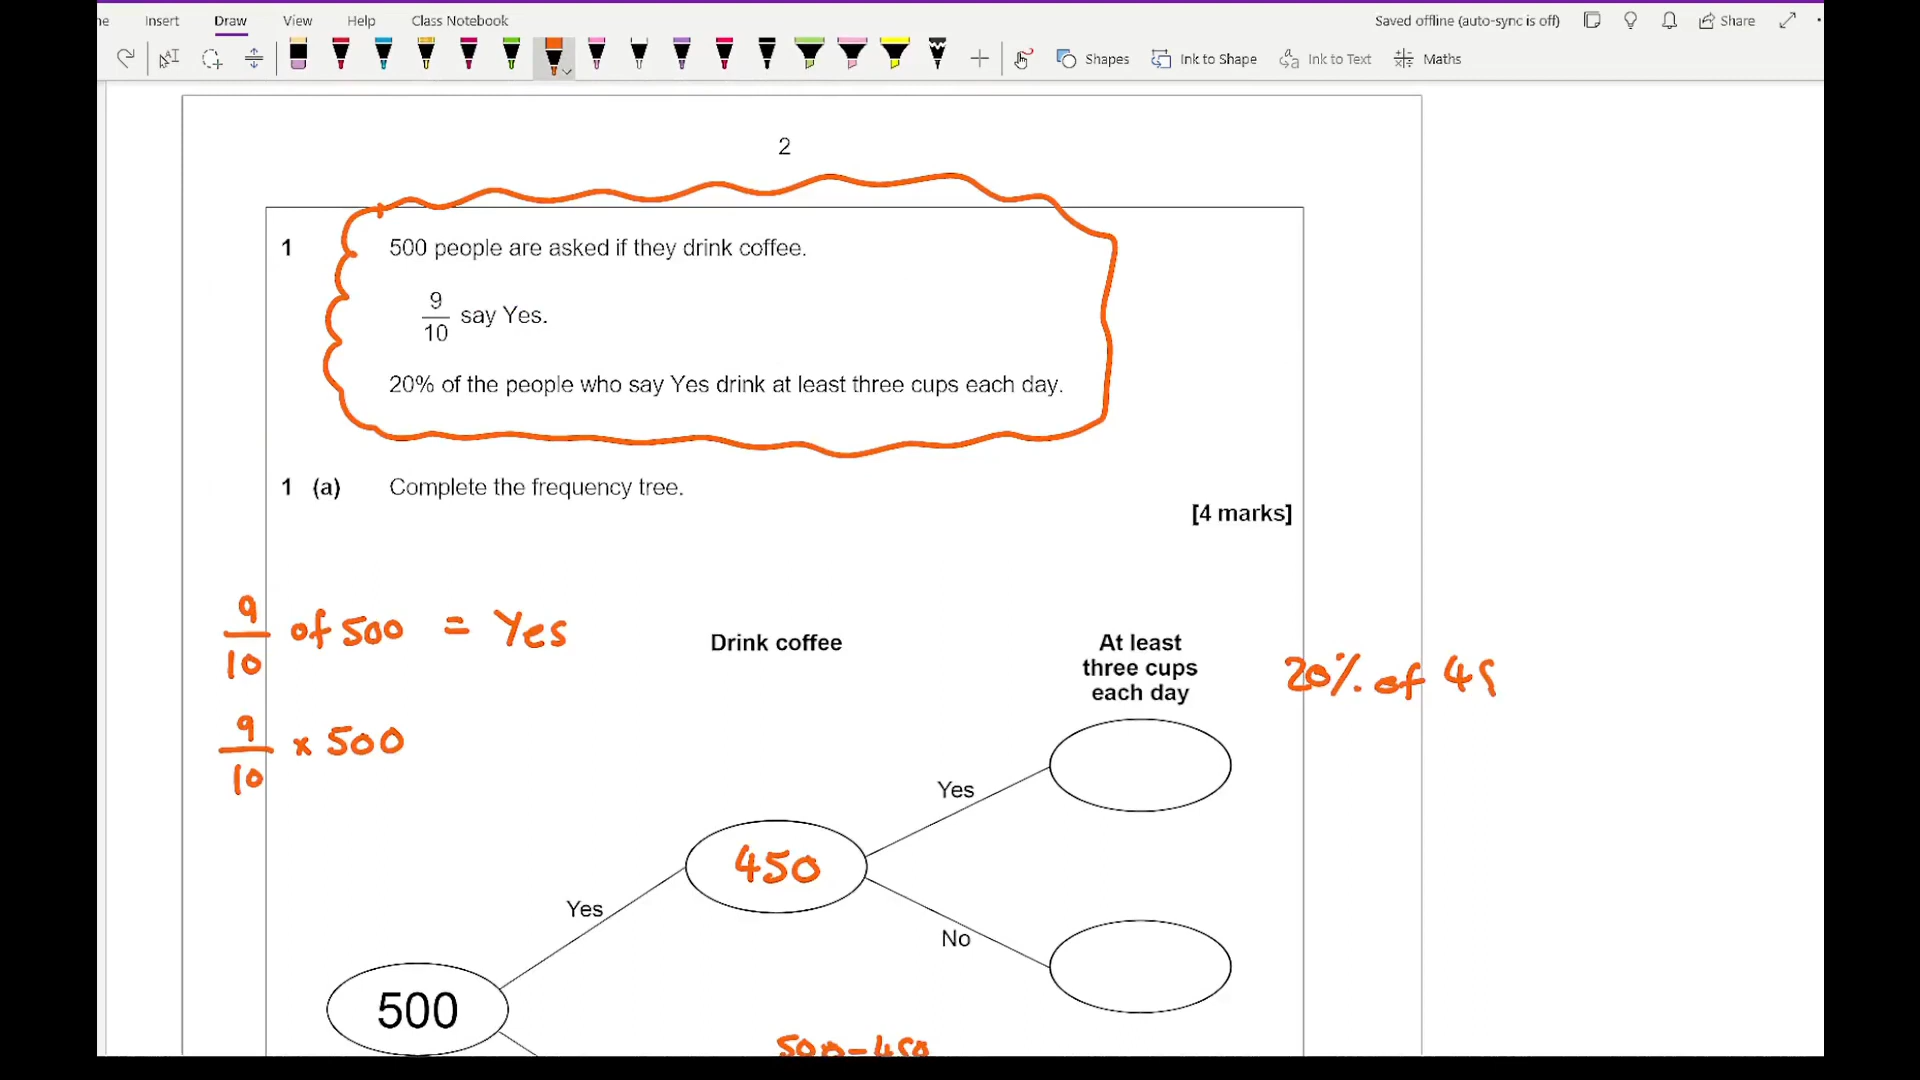 Insert Draw View Help Class Notebook Saved offline (auto-sync is off) Share
Shapes Ink to Shape Ink to Text Maths
2
1 500 people are asked if they drink coffee.
9/10 say Yes.
20% of the people who say Yes drink at least three cups each day.
1 (a) Complete the frequency tree.
[4 marks]
9/10 of 500 = Yes
Drink coffee
At least
three cups
each day
20% of 45
9/10 × 500
Yes
450
Yes
No
500
500-450